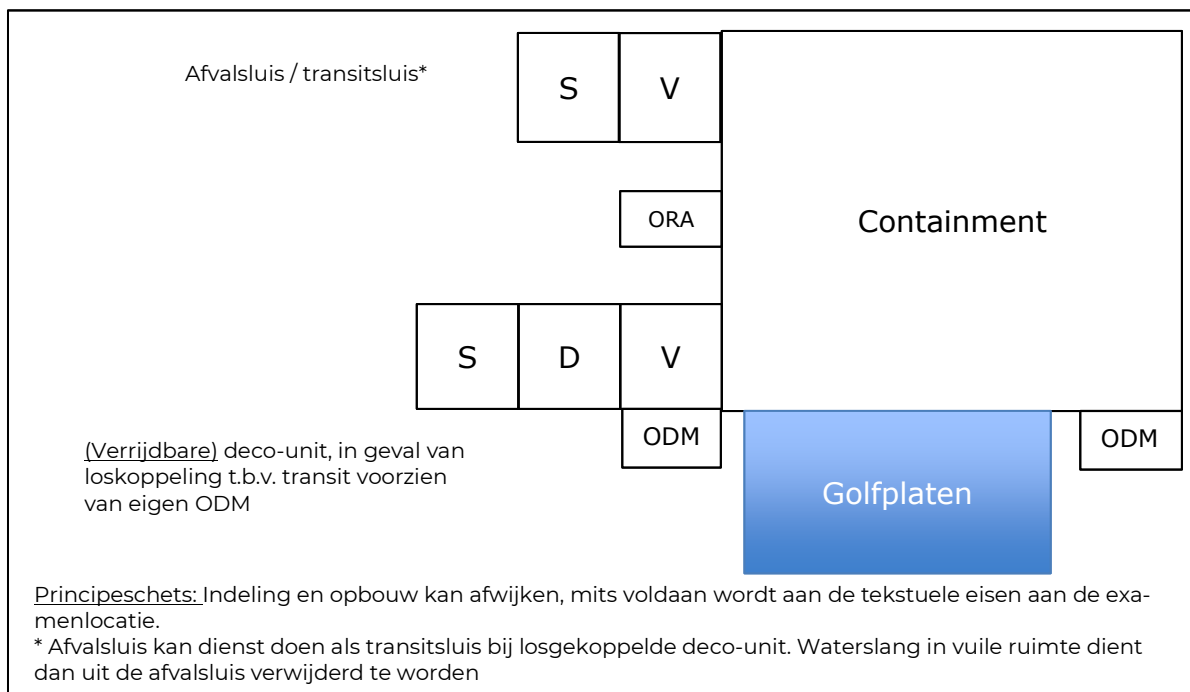 Afvalsluis / transitsluis*
S
V
Containment
ORA
S
D
V
ODM
ODM
Golfplaten
(Verrijdbare) deco-unit, in geval van
loskoppeling t.b.v. transit voorzien
van eigen ODM
Principeschets: Indeling en opbouw kan afwijken, mits voldaan wordt aan de tekstuele eisen aan de exa-
menlocatie.
* Afvalsluis kan dienst doen als transitsluis bij losgekoppelde deco-unit. Waterslang in vuile ruimte dient
dan uit de afvalsluis verwijderd te worden